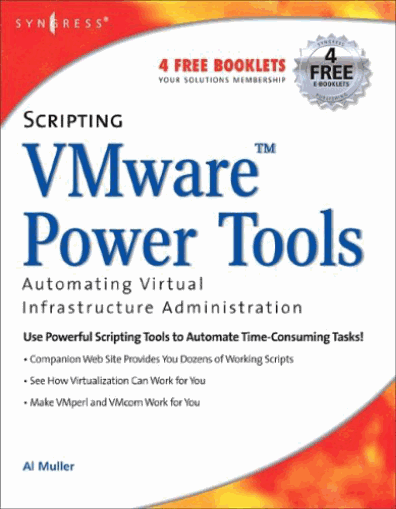 SYNGRESS
4 FREE BOOKLETS
YOUR SOLUTIONS MEMBERSHIP
SYNGRESS
4
FREE
E-BOOKLETS
PUBLISHING
SCRIPTING
VMware™
Power Tools
Automating Virtual
Infrastructure Administration
Use Powerful Scripting Tools to Automate Time-Consuming Tasks!
• Companion Web Site Provides You Dozens of Working Scripts
• See How Virtualization Can Work for You
• Make VMperl and VMcom Work for You
Al Muller